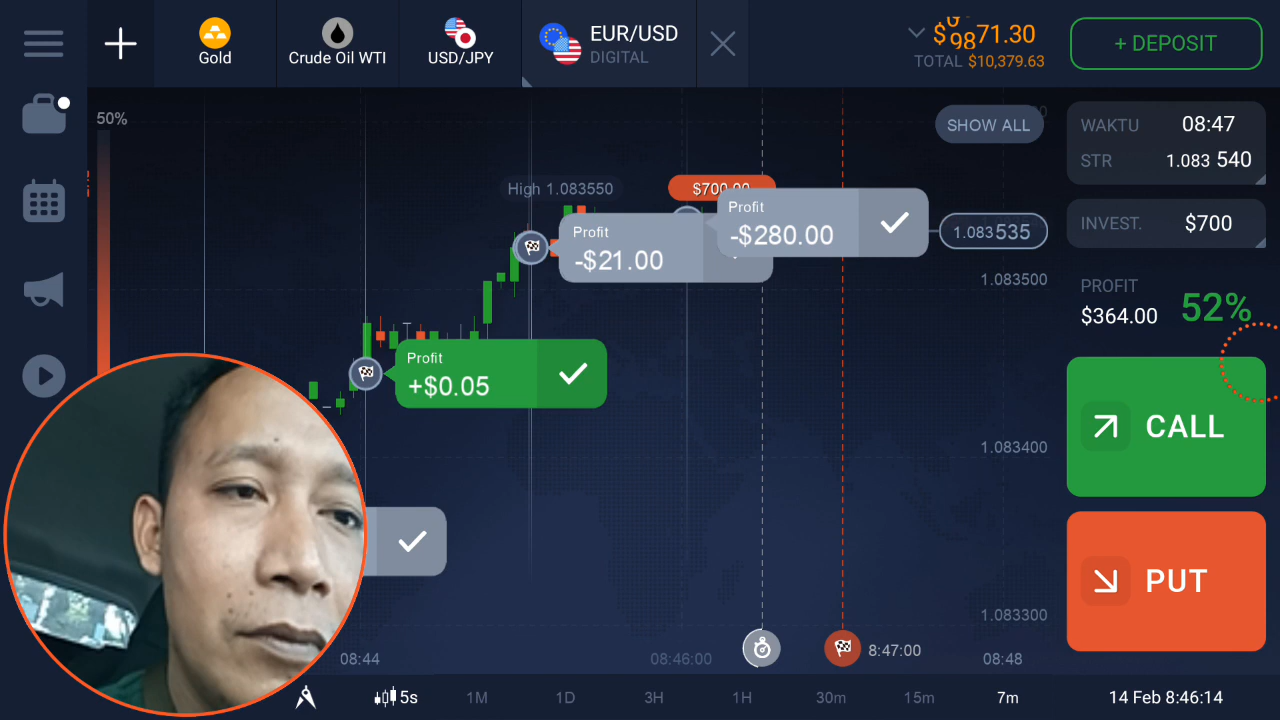 Gold
Crude Oil WTI
USD/JPY
EUR/USD
DIGITAL
TOTAL $10,379.63
+ DEPOSIT
50%
SHOW ALL
WAKTU 08:47
STR 1.083 540
High 1.083550
$700.00
Profit
-$280.00
Profit
-$21.00
1.083535
INVEST. $700
1.083500
PROFIT
$364.00
52%
Profit
+$0.05
CALL
1.083400
PUT
1.083300
08:44
08:46:00
8:47:00
08:48
5s
1M
1D
3H
1H
30m
15m
7m
14 Feb 8:46:14